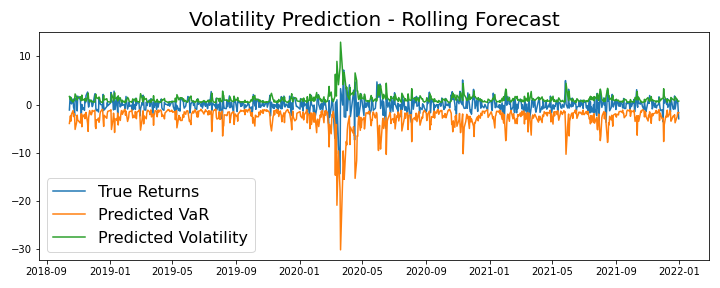 Volatility Prediction - Rolling Forecast
10
0
−10
−20
−30
True Returns
Predicted VaR
Predicted Volatility
2018-09 2019-01 2019-05 2019-09 2020-01 2020-05 2020-09 2021-01 2021-05 2021-09 2022-01